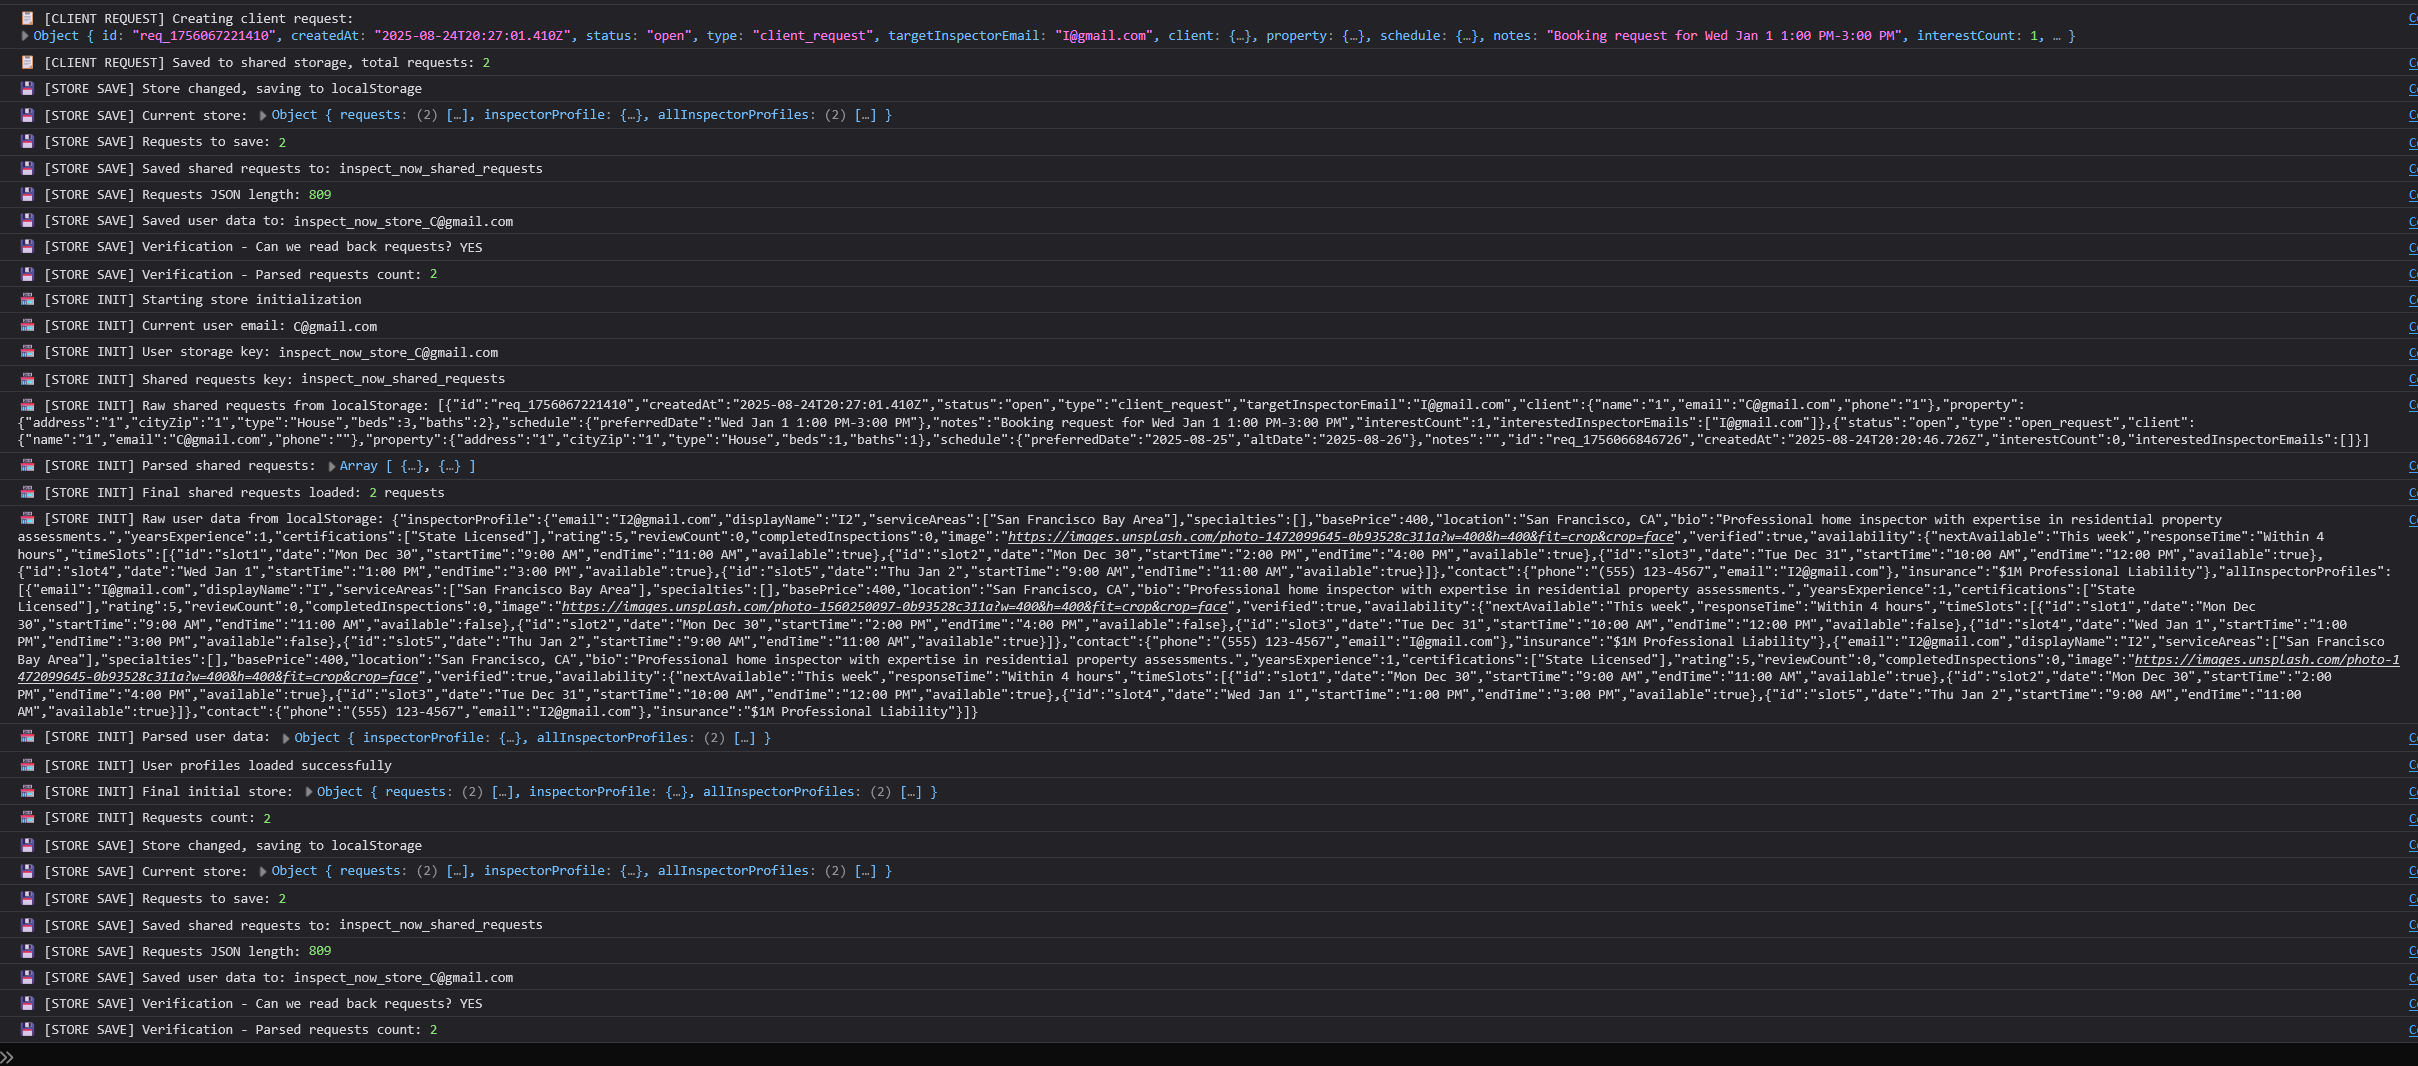 [CLIENT REQUEST] Creating client request:
Object { id: "req_1756067221410", createdAt: "2025-08-24T20:27:01.410Z", status: "open", type: "client_request", targetInspectorEmail: "I@gmail.com", client: {…}, property: {…}, schedule: {…}, notes: "Booking request for Wed Jan 1 1:00 PM-3:00 PM", interestCount: 1, … }
[CLIENT REQUEST] Saved to shared storage, total requests: 2
[STORE SAVE] Store changed, saving to localStorage
[STORE SAVE] Current store: Object { requests: (2) […], inspectorProfile: {…}, allInspectorProfiles: (2) […] }
[STORE SAVE] Requests to save: 2
[STORE SAVE] Saved shared requests to: inspect_now_shared_requests
[STORE SAVE] Requests JSON length: 809
[STORE SAVE] Saved user data to: inspect_now_store_C@gmail.com
[STORE SAVE] Verification - Can we read back requests? YES
[STORE SAVE] Verification - Parsed requests count: 2
[STORE INIT] Starting store initialization
[STORE INIT] Current user email: C@gmail.com
[STORE INIT] User storage key: inspect_now_store_C@gmail.com
[STORE INIT] Shared requests key: inspect_now_shared_requests
[STORE INIT] Raw shared requests from localStorage: [{"id":"req_1756067221410","createdAt":"2025-08-24T20:27:01.410Z","status":"open","type":"client_request","targetInspectorEmail":"I@gmail.com","client":{"name":"1","email":"C@gmail.com","phone":"1"},"property":
{"address":"1","cityZip":"1","type":"House","beds":3,"baths":2},"schedule":{"preferredDate":"Wed Jan 1 1:00 PM-3:00 PM"},"notes":"Booking request for Wed Jan 1 1:00 PM-3:00 PM","interestCount":1,"interestedInspectorEmails":["I@gmail.com"]},{"status":"open","type":"open_request","client":
{"name":"1","email":"C@gmail.com","phone":""},"property":{"address":"1","cityZip":"1","type":"House","beds":1,"baths":1},"schedule":{"preferredDate":"2025-08-25","altDate":"2025-08-26"},"notes":"","id":"req_1756066846726","createdAt":"2025-08-24T20:20:46.726Z","interestCount":0,"interestedInspectorEmails":[]}]
[STORE INIT] Parsed shared requests: Array [ {…}, {…} ]
[STORE INIT] Final shared requests loaded: 2 requests
[STORE INIT] Raw user data from localStorage: {"inspectorProfile":{"email":"I2@gmail.com","displayName":"I2","serviceAreas":["San Francisco Bay Area"],"specialties":[],"basePrice":400,"location":"San Francisco, CA","bio":"Professional home inspector with expertise in residential property
assessments.","yearsExperience":1,"certifications":["State Licensed"],"rating":5,"reviewCount":0,"completedInspections":0,"image":"https://images.unsplash.com/photo-1472099645-0b93528c311a?w=400&h=400&fit=crop&crop=face","verified":true,"availability":{"nextAvailable":"This week","responseTime":"Within 4
hours","timeSlots":[{"id":"slot1","date":"Mon Dec 30","startTime":"9:00 AM","endTime":"11:00 AM","available":true},{"id":"slot2","date":"Mon Dec 30","startTime":"2:00 PM","endTime":"4:00 PM","available":true},{"id":"slot3","date":"Tue Dec 31","startTime":"10:00 AM","endTime":"12:00 PM","available":true},
{"id":"slot4","date":"Wed Jan 1","startTime":"1:00 PM","endTime":"3:00 PM","available":true},{"id":"slot5","date":"Thu Jan 2","startTime":"9:00 AM","endTime":"11:00 AM","available":true}]},"contact":{"phone":"(555) 123-4567","email":"I2@gmail.com"},"insurance":"$1M Professional Liability"},"allInspectorProfiles":
[{"email":"I@gmail.com","displayName":"I","serviceAreas":["San Francisco Bay Area"],"specialties":[],"basePrice":400,"location":"San Francisco, CA","bio":"Professional home inspector with expertise in residential property assessments.","yearsExperience":1,"certifications":["State
Licensed"],"rating":5,"reviewCount":0,"completedInspections":0,"image":"https://images.unsplash.com/photo-1560250097-0b93528c311a?w=400&h=400&fit=crop&crop=face","verified":true,"availability":{"nextAvailable":"This week","responseTime":"Within 4 hours","timeSlots":[{"id":"slot1","date":"Mon Dec
30","startTime":"9:00 AM","endTime":"11:00 AM","available":false},{"id":"slot2","date":"Mon Dec 30","startTime":"2:00 PM","endTime":"4:00 PM","available":false},{"id":"slot3","date":"Tue Dec 31","startTime":"10:00 AM","endTime":"12:00 PM","available":false},{"id":"slot4","date":"Wed Jan 1","startTime":"1:00
PM","endTime":"3:00 PM","available":false},{"id":"slot5","date":"Thu Jan 2","startTime":"9:00 AM","endTime":"11:00 AM","available":true}]},"contact":{"phone":"(555) 123-4567","email":"I@gmail.com"},"insurance":"$1M Professional Liability"},{"email":"I2@gmail.com","displayName":"I2","serviceAreas":["San Francisco
Bay Area"],"specialties":[],"basePrice":400,"location":"San Francisco, CA","bio":"Professional home inspector with expertise in residential property assessments.","yearsExperience":1,"certifications":["State Licensed"],"rating":5,"reviewCount":0,"completedInspections":0,"image":"https://images.unsplash.com/photo-1
472099645-0b93528c311a?w=400&h=400&fit=crop&crop=face","verified":true,"availability":{"nextAvailable":"This week","responseTime":"Within 4 hours","timeSlots":[{"id":"slot1","date":"Mon Dec 30","startTime":"9:00 AM","endTime":"11:00 AM","available":true},{"id":"slot2","date":"Mon Dec 30","startTime":"2:00
PM","endTime":"4:00 PM","available":true},{"id":"slot3","date":"Tue Dec 31","startTime":"10:00 AM","endTime":"12:00 PM","available":true},{"id":"slot4","date":"Wed Jan 1","startTime":"1:00 PM","endTime":"3:00 PM","available":true},{"id":"slot5","date":"Thu Jan 2","startTime":"9:00 AM","endTime":"11:00
AM","available":true}]},"contact":{"phone":"(555) 123-4567","email":"I2@gmail.com"},"insurance":"$1M Professional Liability"}]}
[STORE INIT] Parsed user data: Object { inspectorProfile: {…}, allInspectorProfiles: (2) […] }
[STORE INIT] User profiles loaded successfully
[STORE INIT] Final initial store: Object { requests: (2) […], inspectorProfile: {…}, allInspectorProfiles: (2) […] }
[STORE INIT] Requests count: 2
[STORE SAVE] Store changed, saving to localStorage
[STORE SAVE] Current store: Object { requests: (2) […], inspectorProfile: {…}, allInspectorProfiles: (2) […] }
[STORE SAVE] Requests to save: 2
[STORE SAVE] Saved shared requests to: inspect_now_shared_requests
[STORE SAVE] Requests JSON length: 809
[STORE SAVE] Saved user data to: inspect_now_store_C@gmail.com
[STORE SAVE] Verification - Can we read back requests? YES
[STORE SAVE] Verification - Parsed requests count: 2